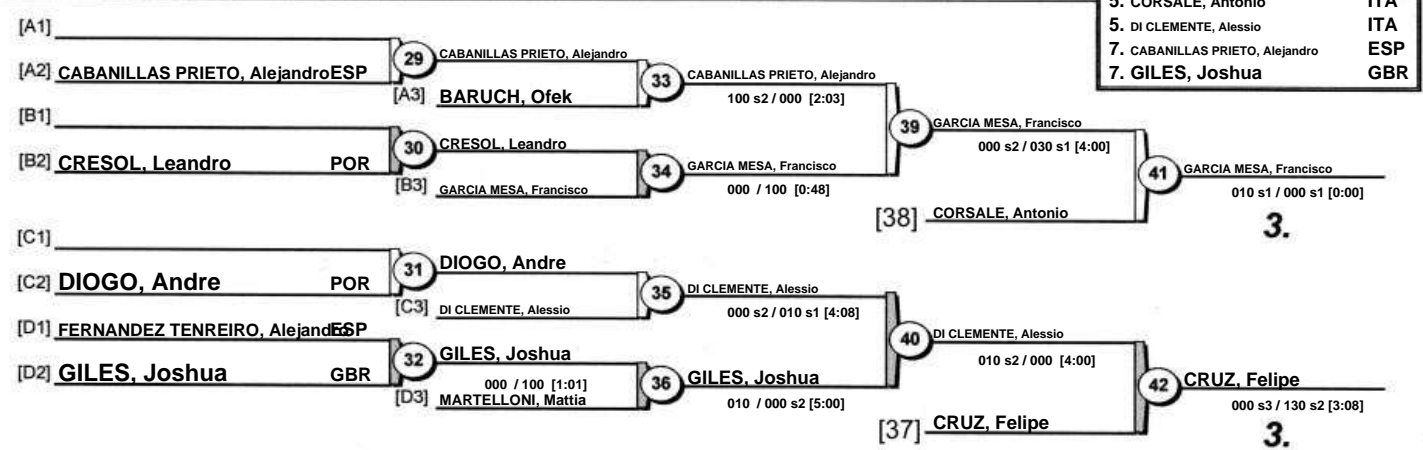 5. CORSALE, Antonio ITA
5. DI CLEMENTE, Alessio ITA
7. CABANILLAS PRIETO, Alejandro ESP
7. GILES, Joshua GBR
[A1]
29 CABANILLAS PRIETO, Alejandro
[A2] CABANILLAS PRIETO, Alejandro ESP
33 CABANILLAS PRIETO, Alejandro
[A3] BARUCH, Ofek
100 s2 / 000 [2:03]
[B1]
39 GARCIA MESA, Francisco
000 s2 / 030 s1 [4:00]
30 CRESOL, Leandro
[B2] CRESOL, Leandro POR
34 GARCIA MESA, Francisco
41 GARCIA MESA, Francisco
[B3] GARCIA MESA, Francisco
000 / 100 [0:48]
010 s1 / 000 s1 [0:00]
[38] CORSALE, Antonio
3.
[C1]
31 DIOGO, Andre
[C2] DIOGO, Andre POR
35 DI CLEMENTE, Alessio
[C3] DI CLEMENTE, Alessio
000 s2 / 010 s1 [4:08]
[D1] FERNANDEZ TENREIRO, Alejandro ESP
40 DI CLEMENTE, Alessio
32 GILES, Joshua
010 s2 / 000 [4:00]
[D2] GILES, Joshua GBR
000 / 100 [1:01]
36 GILES, Joshua
42 CRUZ, Felipe
[D3] MARTELLONI, Mattia
010 / 000 s2 [5:00]
000 s3 / 130 s2 [3:08]
[37] CRUZ, Felipe
3.